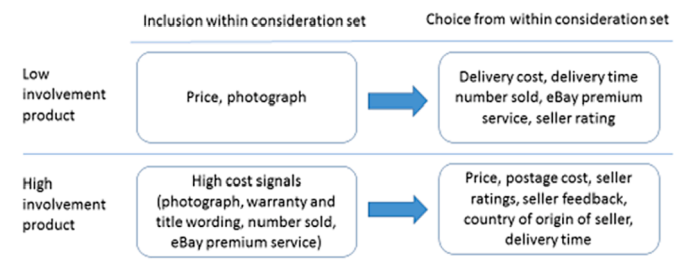 Inclusion within consideration set
Choice from within consideration set
Low
involvement
product
Price, photograph
Delivery cost, delivery time
number sold, eBay premium
service, seller rating
High
involvement
product
High cost signals
(photograph, warranty and
title wording, number sold,
eBay premium service)
Price, postage cost, seller
ratings, seller feedback,
country of origin of seller,
delivery time